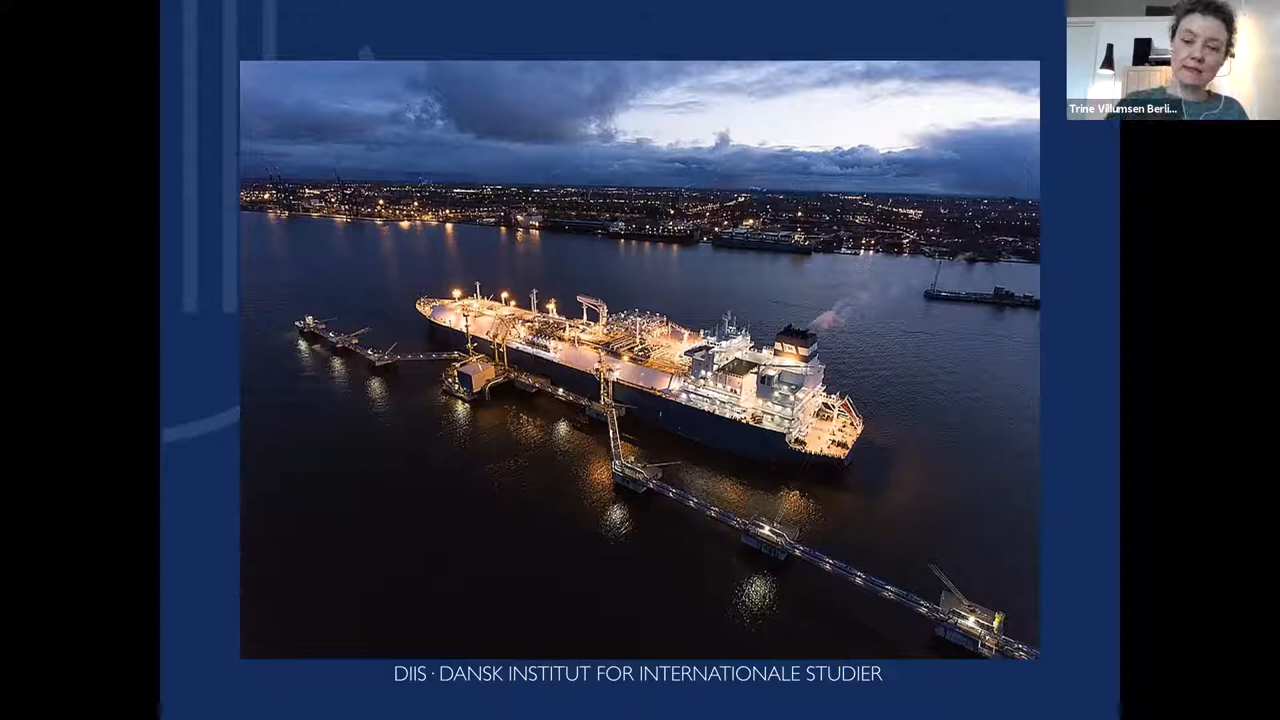 Trine Villumsen Berli...
DIIS · DANSK INSTITUT FOR INTERNATIONALE STUDIER